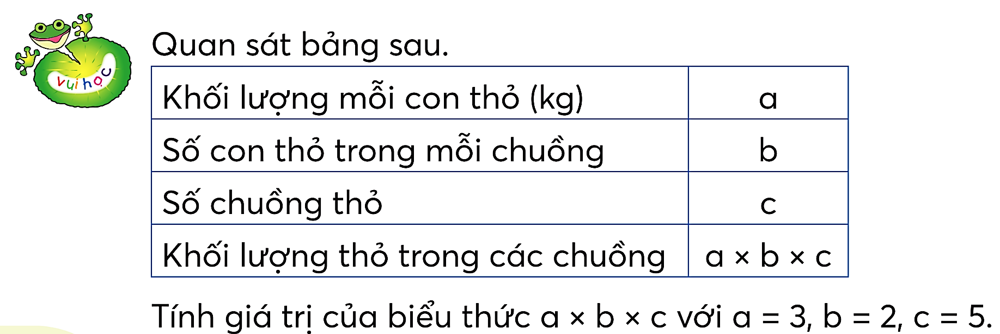 vui học
Quan sát bảng sau.
Khối lượng mỗi con thỏ (kg) a
Số con thỏ trong mỗi chuồng b
Số chuồng thỏ c
Khối lượng thỏ trong các chuồng a × b × c
Tính giá trị của biểu thức a × b × c với a = 3, b = 2, c = 5.